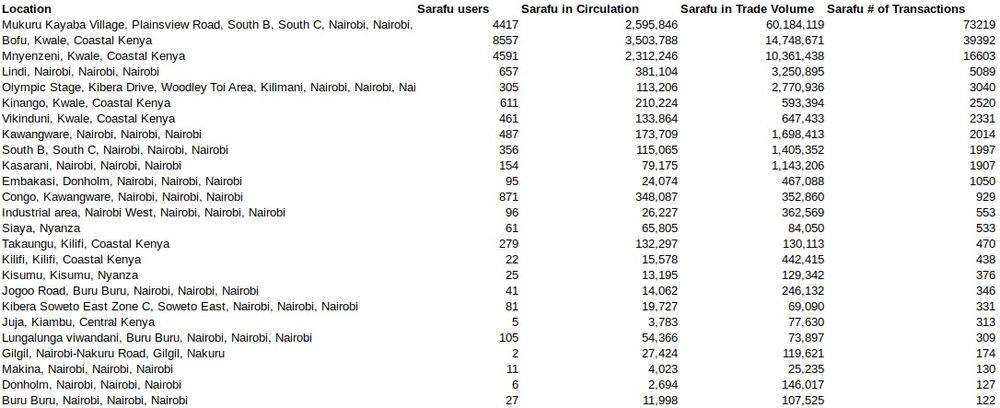 Location Sarafu users Sarafu in Circulation Sarafu in Trade Volume Sarafu # of Transactions
Mukuru Kayaba Village, Plainsview Road, South B, South C, Nairobi, Nairobi, 4417 2,595,846 60,184,119 73219
Bofu, Kwale, Coastal Kenya 8557 3,503,788 14,748,671 39392
Mnyenzeni, Kwale, Coastal Kenya 4591 2,312,246 10,361,438 16603
Lindi, Nairobi, Nairobi, Nairobi 657 381,104 3,250,895 5089
Olympic Stage, Kibera Drive, Woodley Toi Area, Kilimani, Nairobi, Nairobi, Nai 305 113,206 2,770,936 3040
Kinango, Kwale, Coastal Kenya 611 210,224 593,394 2520
Vikinduni, Kwale, Coastal Kenya 461 133,864 647,433 2331
Kawangware, Nairobi, Nairobi, Nairobi 487 173,709 1,698,413 2014
South B, South C, Nairobi, Nairobi, Nairobi 356 115,065 1,405,352 1997
Kasarani, Nairobi, Nairobi, Nairobi 154 79,175 1,143,206 1907
Embakasi, Donholm, Nairobi, Nairobi, Nairobi 95 24,074 467,088 1050
Congo, Kawangware, Nairobi, Nairobi, Nairobi 871 348,087 352,860 929
Industrial area, Nairobi West, Nairobi, Nairobi, Nairobi 96 26,227 362,569 553
Siaya, Nyanza 61 65,805 84,050 533
Takaungu, Kilifi, Coastal Kenya 279 132,297 130,113 470
Kilifi, Kilifi, Coastal Kenya 22 15,578 442,415 438
Kisumu, Kisumu, Nyanza 25 13,195 129,342 376
Jogoo Road, Buru Buru, Nairobi, Nairobi, Nairobi 41 14,062 246,132 346
Kibera Soweto East Zone C, Soweto East, Nairobi, Nairobi, Nairobi 81 19,727 69,090 331
Juja, Kiambu, Central Kenya 5 3,783 77,630 313
Lungalunga viwandani, Buru Buru, Nairobi, Nairobi, Nairobi 105 54,366 73,897 309
Gilgil, Nairobi-Nakuru Road, Gilgil, Nakuru 2 27,424 119,621 174
Makina, Nairobi, Nairobi, Nairobi 11 4,023 25,235 130
Donholm, Nairobi, Nairobi, Nairobi 6 2,694 146,017 127
Buru Buru, Nairobi, Nairobi, Nairobi 27 11,998 107,525 122